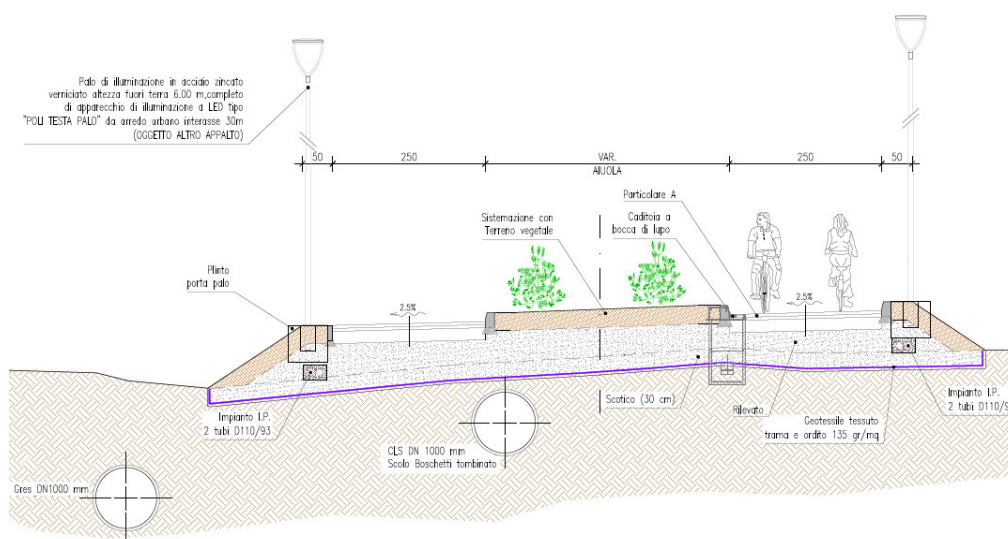 Palo di illuminazione in acciaio zincato
verniciato altezza fuori terra 6.00 m,completo
di apparecchio di illuminazione a LED tipo
"POLI TESTA PALO" da arredo urbano interasse 30m
(OGGETTO ALTRO APPALTO)
50
250
VAR.
AIUOLA
250
50
Particolare A
Sistemazione con
Terreno vegetale
Caditoia a
bocca di lupo
Plinto
porta palo
2.5%
2.5%
Scotico (30 cm)
Rilevato
Impianto I.P.
2 tubi D110/93
Impianto I.P.
2 tubi D110/9
Geotessile tessuto
trama e ordito 135 gr/mq
CLS DN 1000 mm
Scolo Boschetti tombinato
Gres DN1000 mm